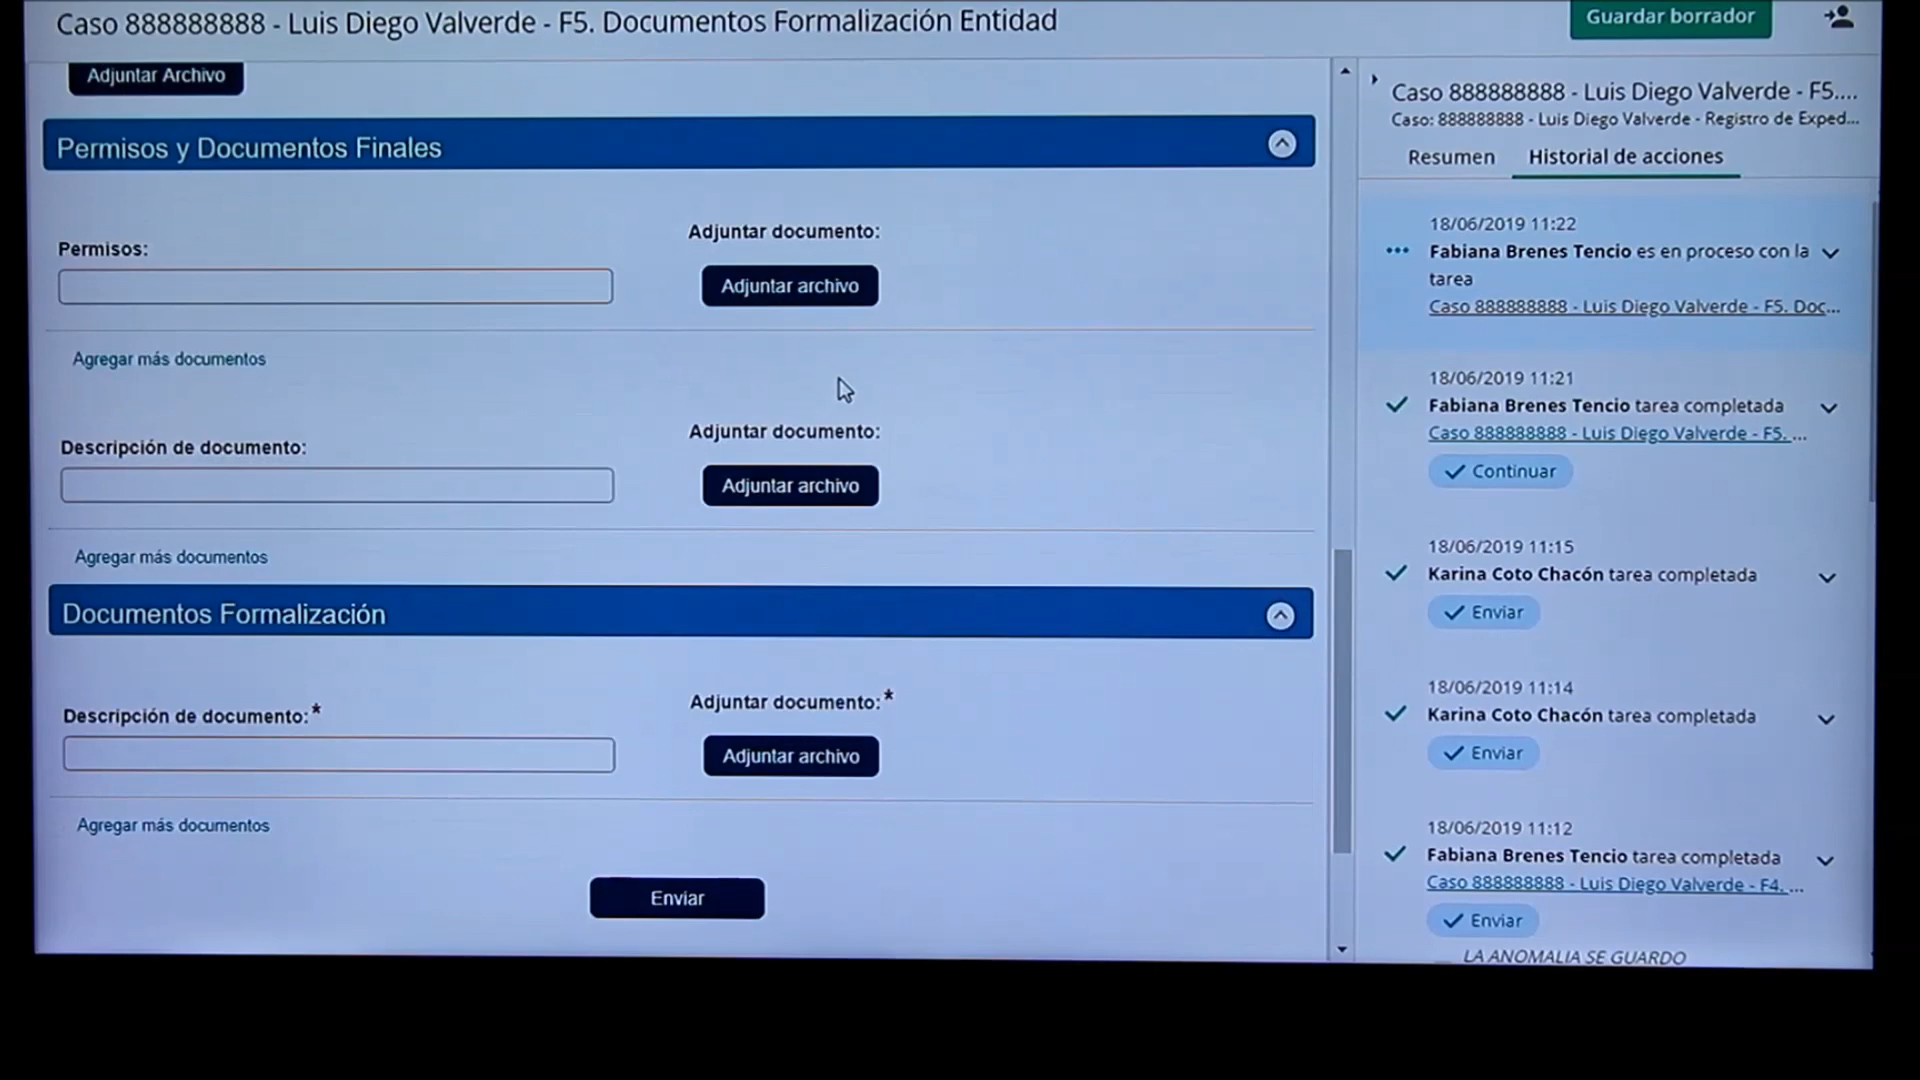 Caso 888888888 - Luis Diego Valverde - F5. Documentos Formalización Entidad
Guardar borrador
Adjuntar Archivo
Permisos y Documentos Finales
Permisos:
Adjuntar documento:
Adjuntar archivo
Agregar más documentos
Descripción de documento:
Adjuntar documento:
Adjuntar archivo
Agregar más documentos
Documentos Formalización
Descripción de documento:*
Adjuntar documento:*
Adjuntar archivo
Agregar más documentos
Enviar
Caso 888888888 - Luis Diego Valverde - F5....
Caso: 888888888 - Luis Diego Valverde - Registro de Exped...
Resumen Historial de acciones
18/06/2019 11:22
Fabiana Brenes Tencio es en proceso con la
tarea
Caso 888888888 - Luis Diego Valverde - F5. Doc...
18/06/2019 11:21
Fabiana Brenes Tencio tarea completada
Caso 888888888 - Luis Diego Valverde - F5. ...
Continuar
18/06/2019 11:15
Karina Coto Chacón tarea completada
Enviar
18/06/2019 11:14
Karina Coto Chacón tarea completada
Enviar
18/06/2019 11:12
Fabiana Brenes Tencio tarea completada
Caso 888888888 - Luis Diego Valverde - F4. ...
Enviar
LA ANOMALIA SE GUARDO